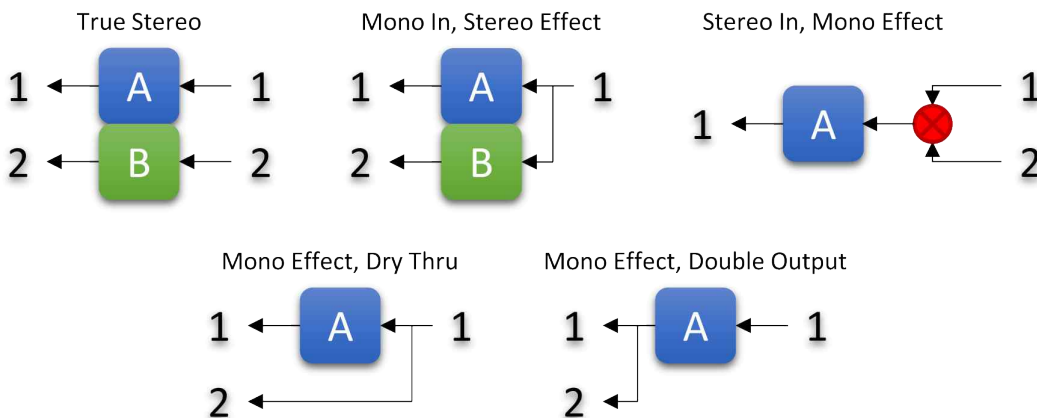 True Stereo
1 A 1
2 B 2
Mono In, Stereo Effect
1 A 1
2 B
Stereo In, Mono Effect
1
1 A
2
Mono Effect, Dry Thru
1 A 1
2
Mono Effect, Double Output
1 A 1
2